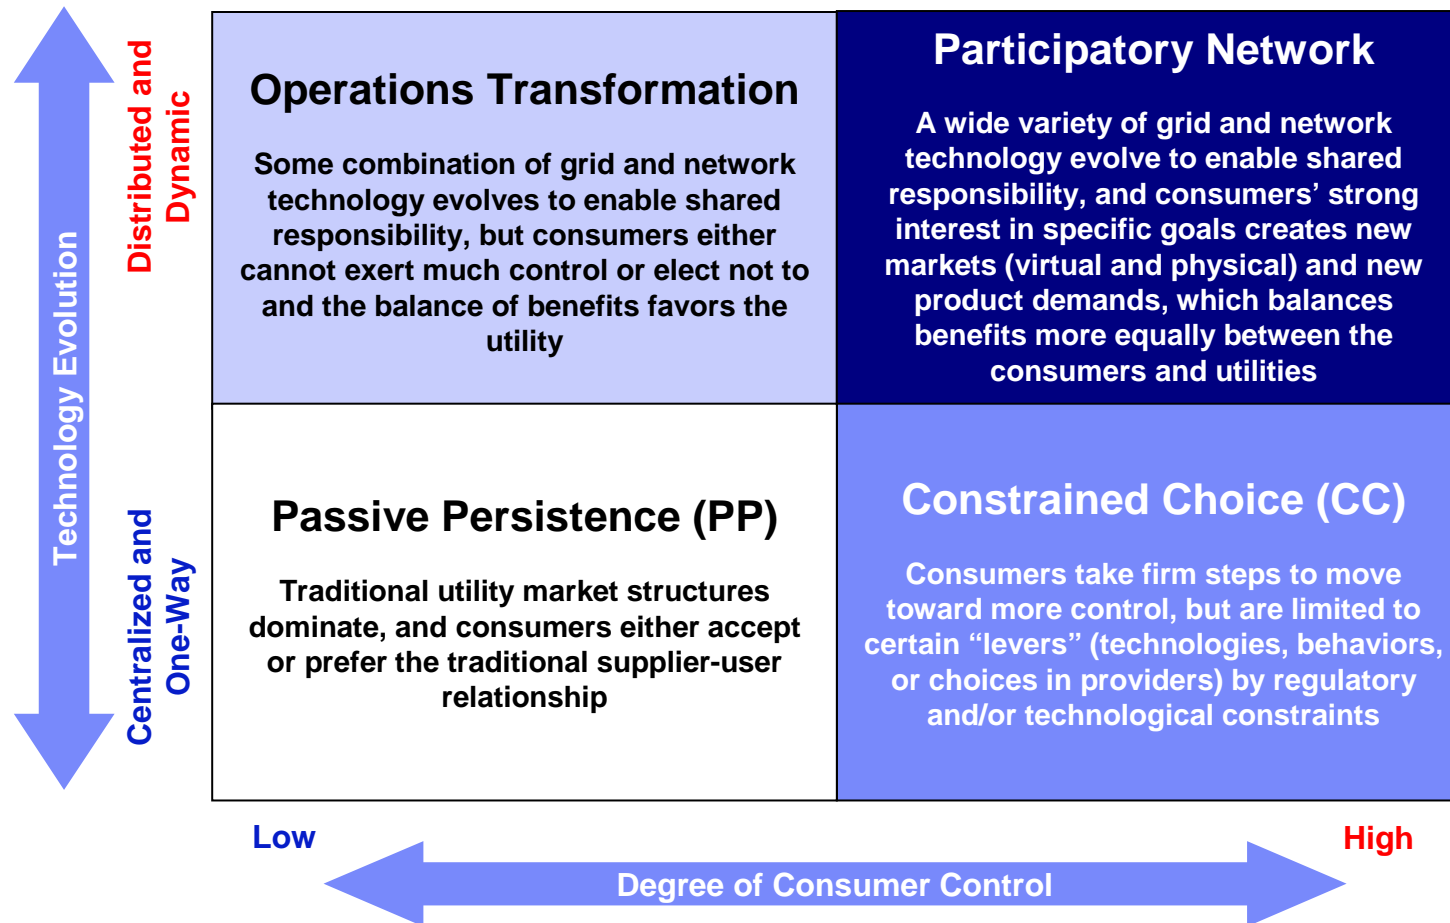 Technology Evolution
Distributed and
Dynamic
Centralized and
One-Way
Operations Transformation
Some combination of grid and network
technology evolves to enable shared
responsibility, but consumers either
cannot exert much control or elect not to
and the balance of benefits favors the
utility
Participatory Network
A wide variety of grid and network
technology evolve to enable shared
responsibility, and consumers’ strong
interest in specific goals creates new
markets (virtual and physical) and new
product demands, which balances
benefits more equally between the
consumers and utilities
Passive Persistence (PP)
Traditional utility market structures
dominate, and consumers either accept
or prefer the traditional supplier-user
relationship
Constrained Choice (CC)
Consumers take firm steps to move
toward more control, but are limited to
certain “levers” (technologies, behaviors,
or choices in providers) by regulatory
and/or technological constraints
Low
High
Degree of Consumer Control